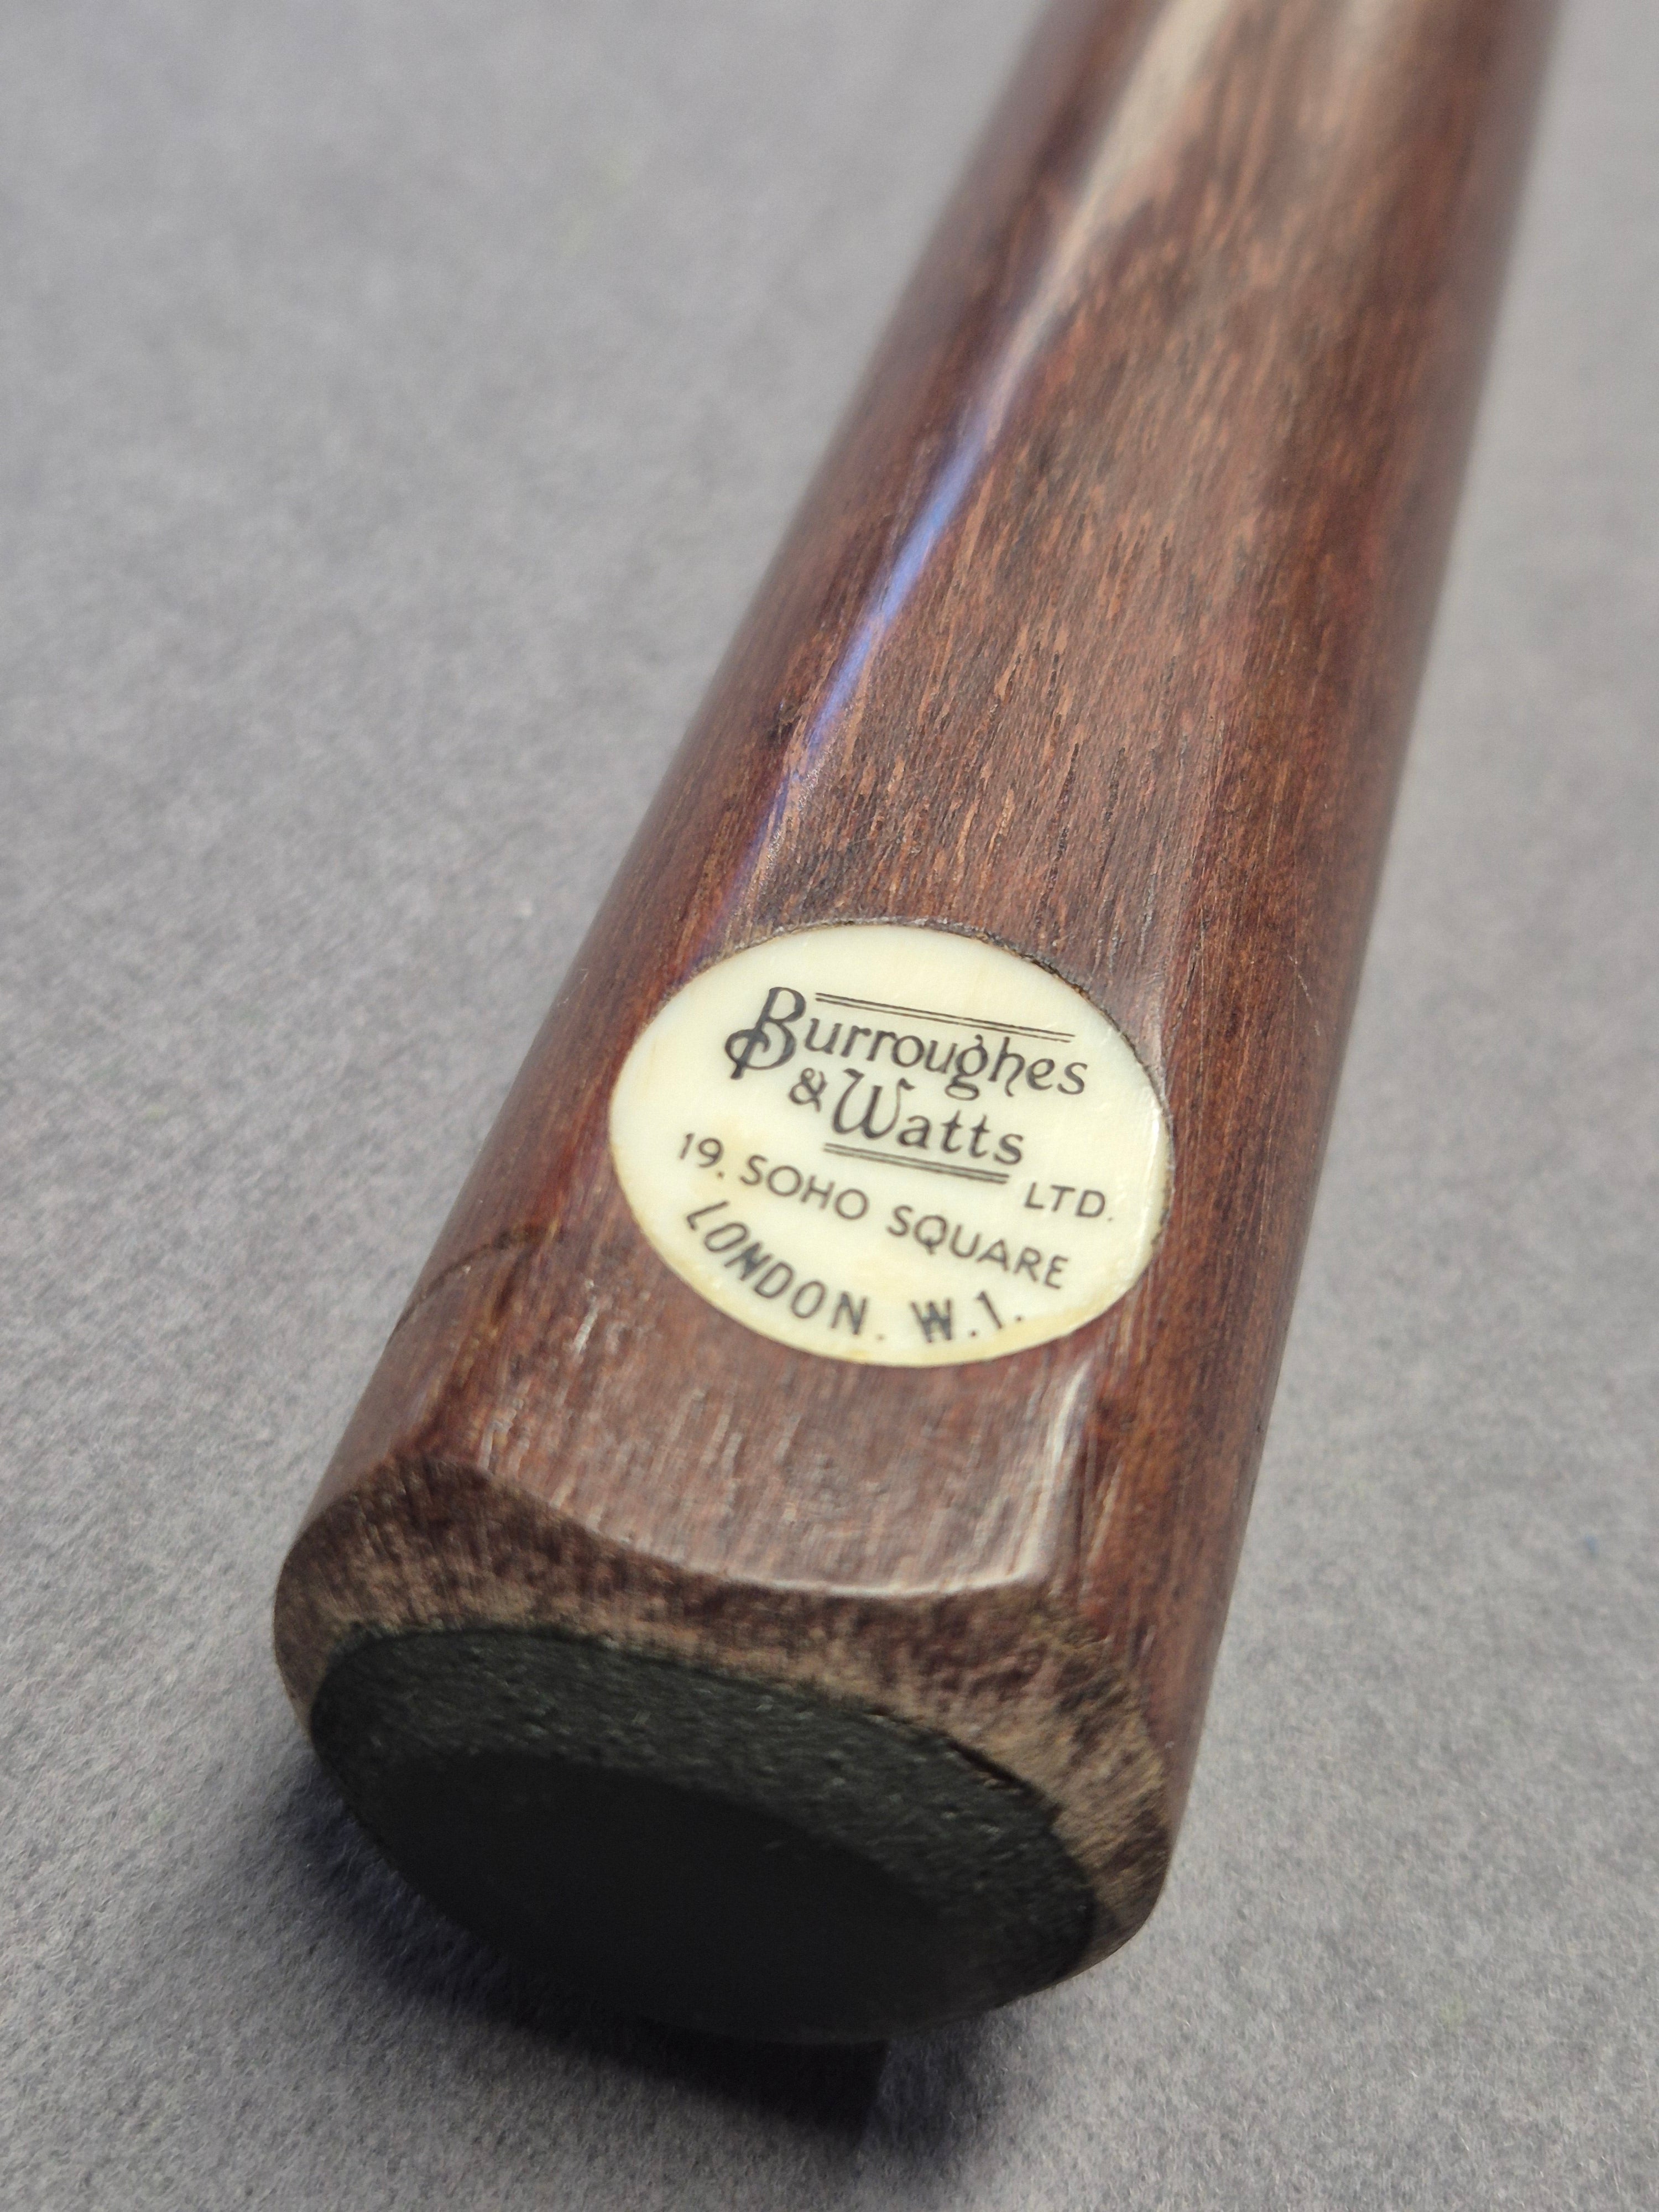 Burroughes
& Watts
LTD.
19. SOHO SQUARE
LONDON. W.1.